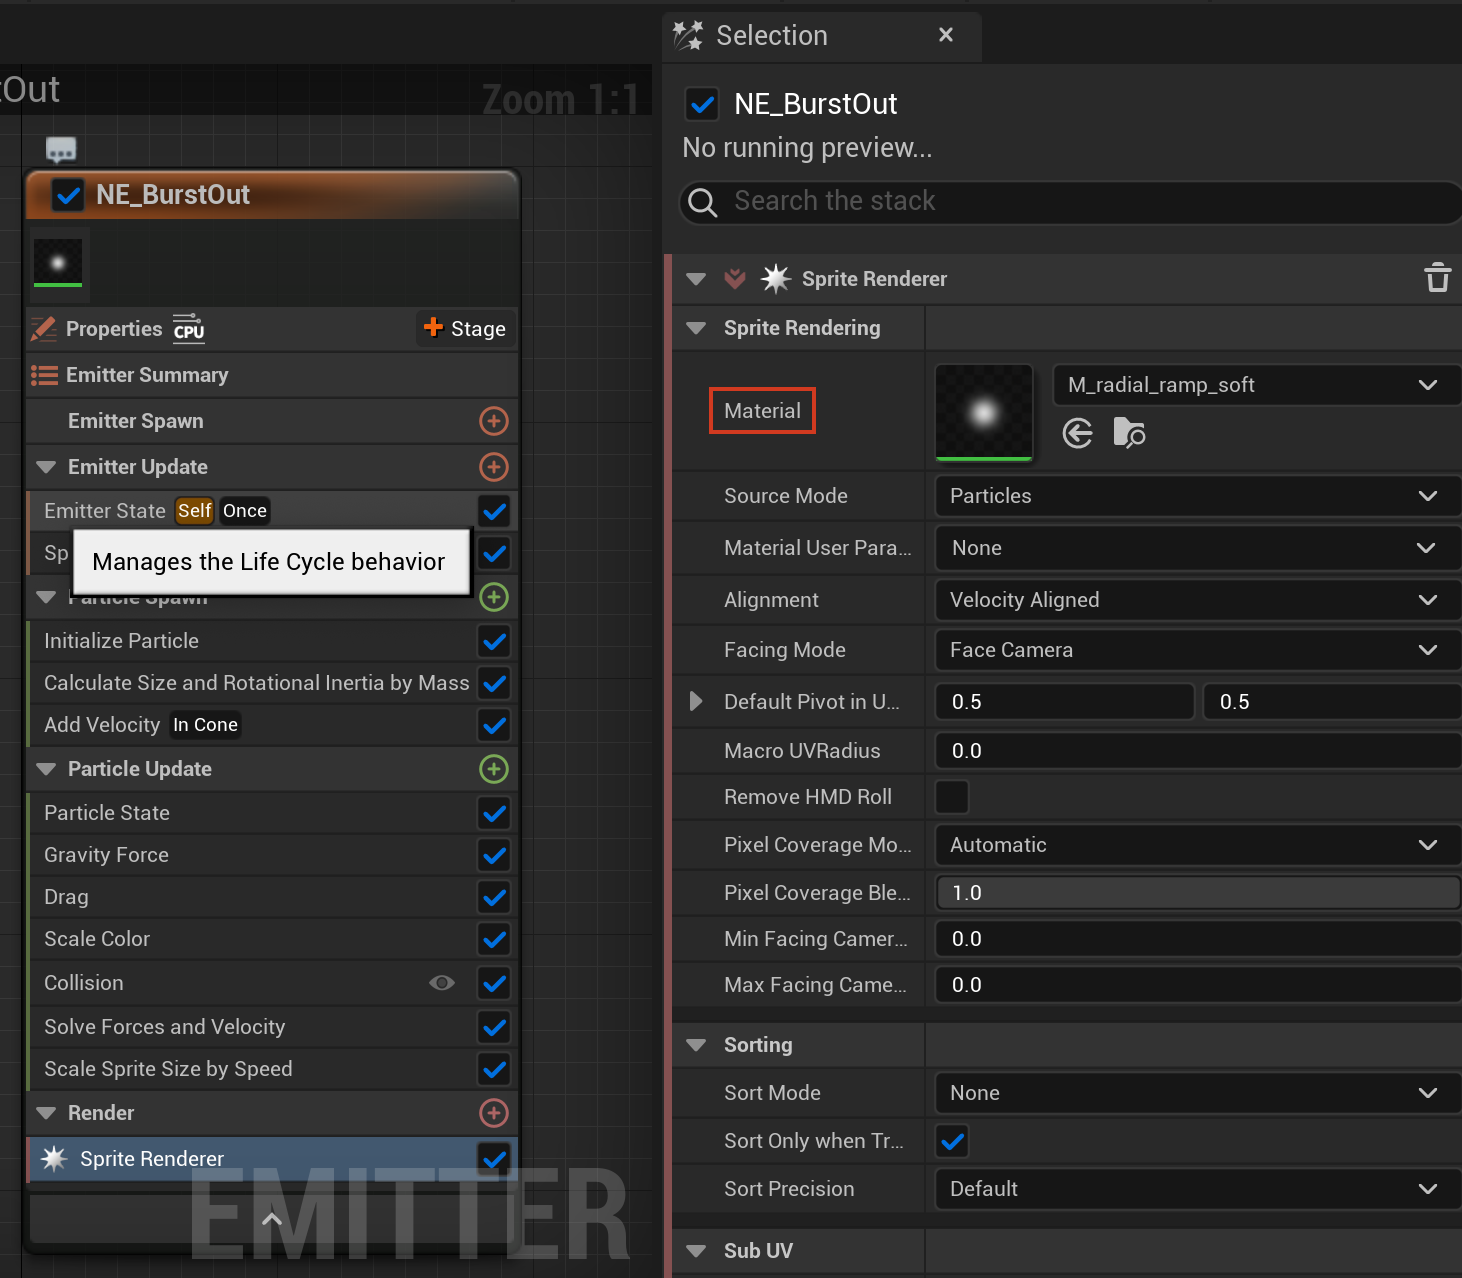 tOut
Zoom 1:1
NE_BurstOut
Properties CPU Stage
Emitter Summary
Emitter Spawn
Emitter Update
Emitter State Self Once
Sp
Manages the Life Cycle behavior
Particle Spawn
Initialize Particle
Calculate Size and Rotational Inertia by Mass
Add Velocity In Cone
Particle Update
Particle State
Gravity Force
Drag
Scale Color
Collision
Solve Forces and Velocity
Scale Sprite Size by Speed
Render
Sprite Renderer
EMITTER
Selection
NE_BurstOut
No running preview...
Search the stack
Sprite Renderer
Sprite Rendering
Material M_radial_ramp_soft
Source Mode Particles
Material User Para... None
Alignment Velocity Aligned
Facing Mode Face Camera
Default Pivot in U... 0.5 0.5
Macro UVRadius 0.0
Remove HMD Roll
Pixel Coverage Mo... Automatic
Pixel Coverage Ble... 1.0
Min Facing Camer... 0.0
Max Facing Came... 0.0
Sorting
Sort Mode None
Sort Only when Tr...
Sort Precision Default
Sub UV